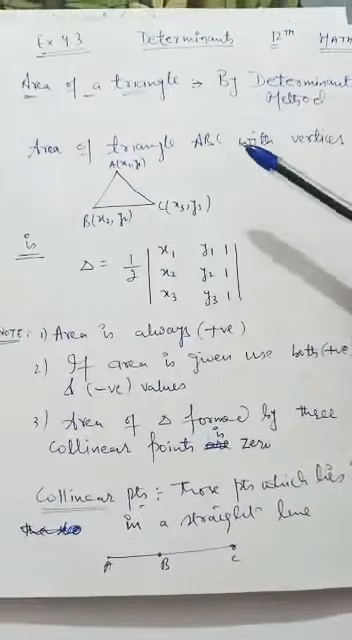 Ex 4.3 Determinants 12TH MATH
Area of a triangle → By Determinant
Method
Area of triangle ABC with vertices
A(x1,y1)
B(x2,y2) C(x3,y3)
is
Δ = 1/2 | x1 y1 1 |
| x2 y2 1 |
| x3 y3 1 |
NOTE: 1) Area is always (+ve)
2) If area is given use both (+ve)
& (-ve) values
3) Area of Δ formed by three
collinear points is zero
Collinear pts :- Those pts which lies
in a straight line
A B C